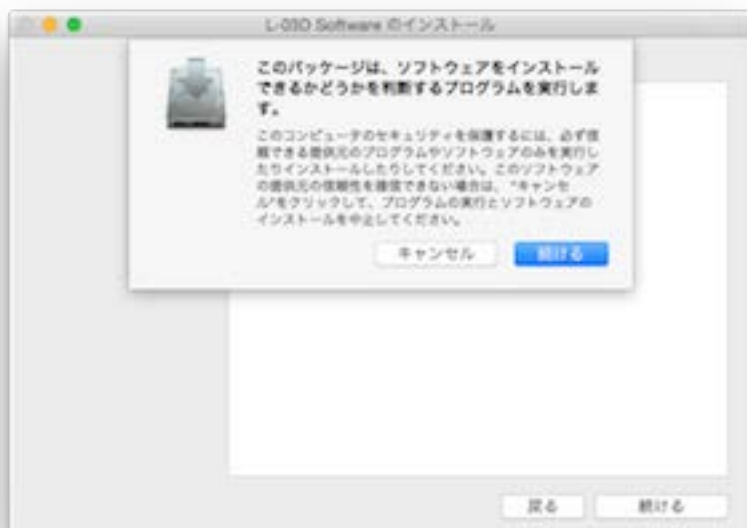 L-03D Software のインストール
このパッケージは、ソフトウェアをインストール
できるかどうかを判断するプログラムを実行しま
す。
このコンピュータのセキュリティを保護するには、必ず信
頼できる提供元のプログラムやソフトウェアのみを実行し
たりインストールしたりしてください。このソフトウェア
の提供元の信頼性を確信できない場合は、"キャンセ
ル"をクリックして、プログラムの実行とソフトウェアの
インストールを中止してください。
キャンセル
続ける
戻る
続ける